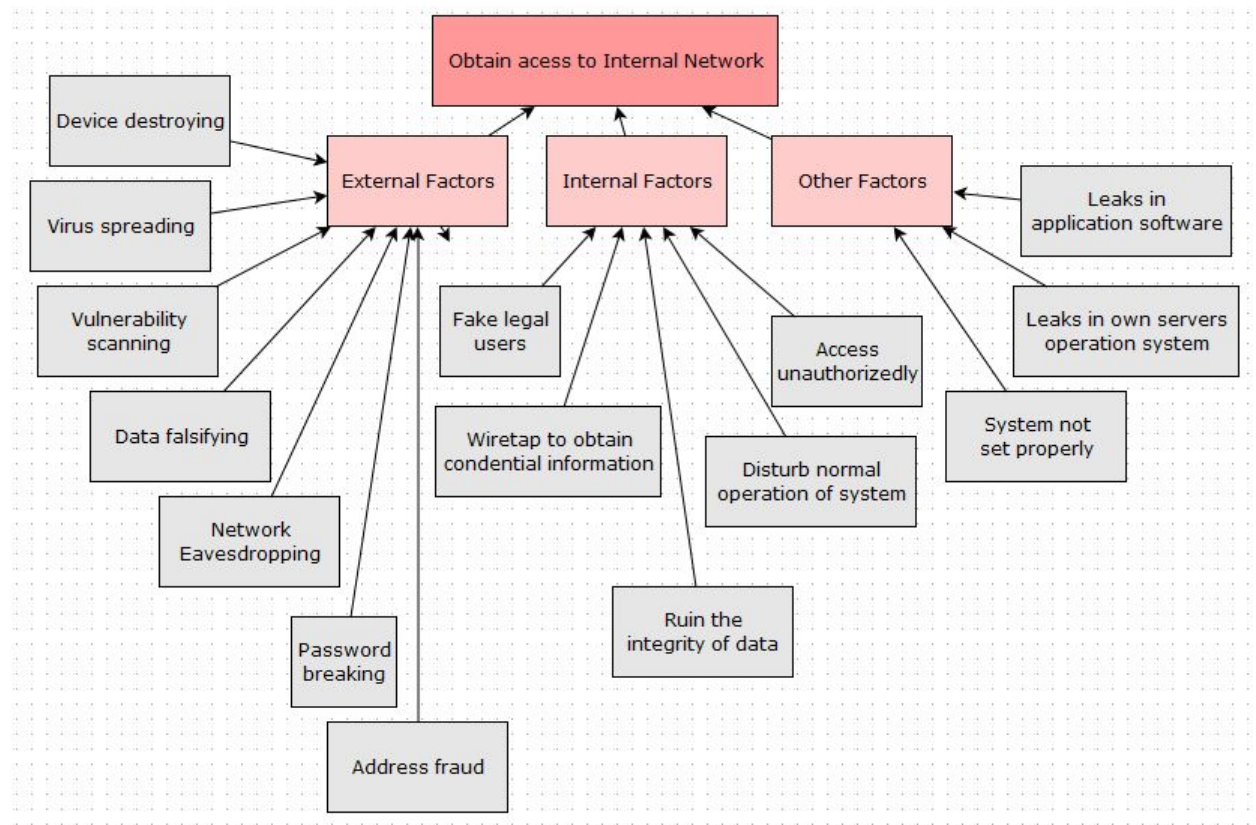 Obtain acess to Internal Network
Device destroying
External Factors
Internal Factors
Other Factors
Virus spreading
Leaks in
application software
Vulnerability
scanning
Fake legal
users
Access
unauthorizedly
Leaks in own servers
operation system
Data falsifying
Wiretap to obtain
condential information
Disturb normal
operation of system
System not
set properly
Network
Eavesdropping
Password
breaking
Ruin the
integrity of data
Address fraud